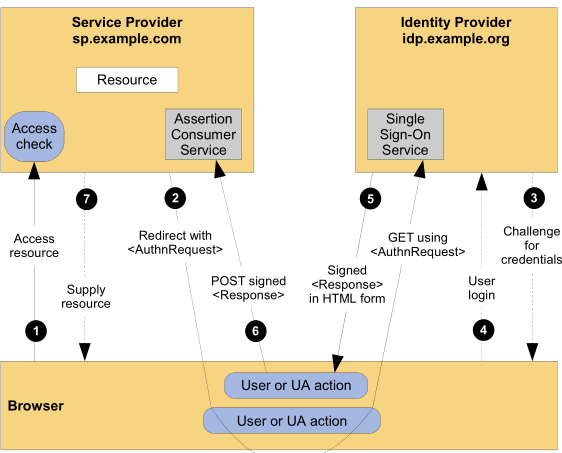 Service Provider
sp.example.com
Identity Provider
idp.example.org
Resource
Access
check
Assertion
Consumer
Service
Single
Sign-On
Service
7
2
5
3
Access
resource
Redirect with
<AuthnRequest>
GET using
<AuthnRequest>
Challenge
for
credentials
Supply
resource
POST signed
<Response>
Signed
<Response>
in HTML form
User
login
1
6
4
User or UA action
Browser
User or UA action